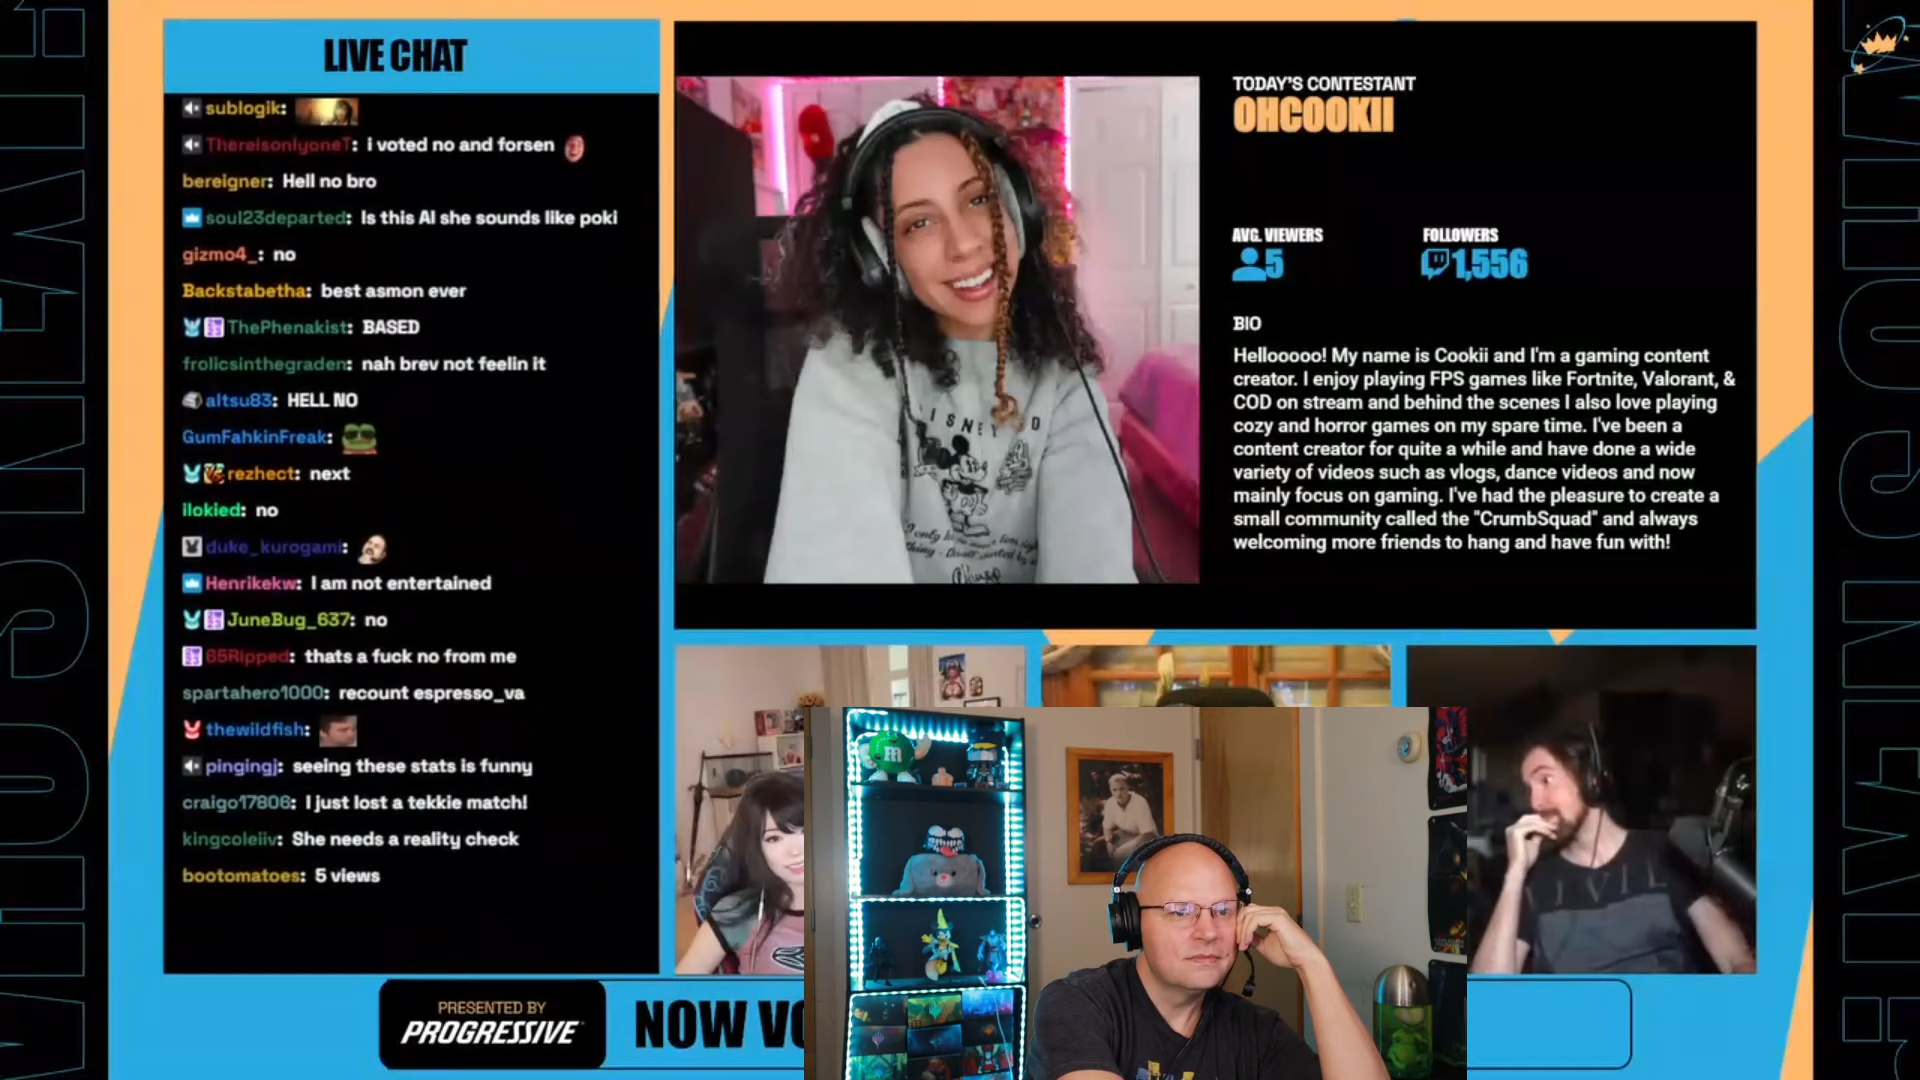 LIVE CHAT
sublogik:
ThereisonlyoneT: i voted no and forsen
bereigner: Hell no bro
soul23departed: Is this AI she sounds like poki
gizmo4_: no
Backstabetha: best asmon ever
ThePhenakist: BASED
frolicsinthegraden: nah brev not feelin it
altsu83: HELL NO
GumFahkinFreak:
rezhect: next
ilokied: no
duke_kurogami:
Henrikekw: I am not entertained
JuneBug_637: no
85Ripped: thats a fuck no from me
spartahero1000: recount espresso_va
thewildfish:
pingingj: seeing these stats is funny
craigo17806: I just lost a tekkie match!
kingcoleiiv: She needs a reality check
bootomatoes: 5 views
TODAY'S CONTESTANT
OHCOOKII
AVG. VIEWERS FOLLOWERS
5 1,556
BIO
Hellooooo! My name is Cookii and I'm a gaming content
creator. I enjoy playing FPS games like Fortnite, Valorant, &
COD on stream and behind the scenes I also love playing
cozy and horror games on my spare time. I've been a
content creator for quite a while and have done a wide
variety of videos such as vlogs, dance videos and now
mainly focus on gaming. I've had the pleasure to create a
small community called the "CrumbSquad" and always
welcoming more friends to hang and have fun with!
PRESENTED BY
PROGRESSIVE
NOW VO